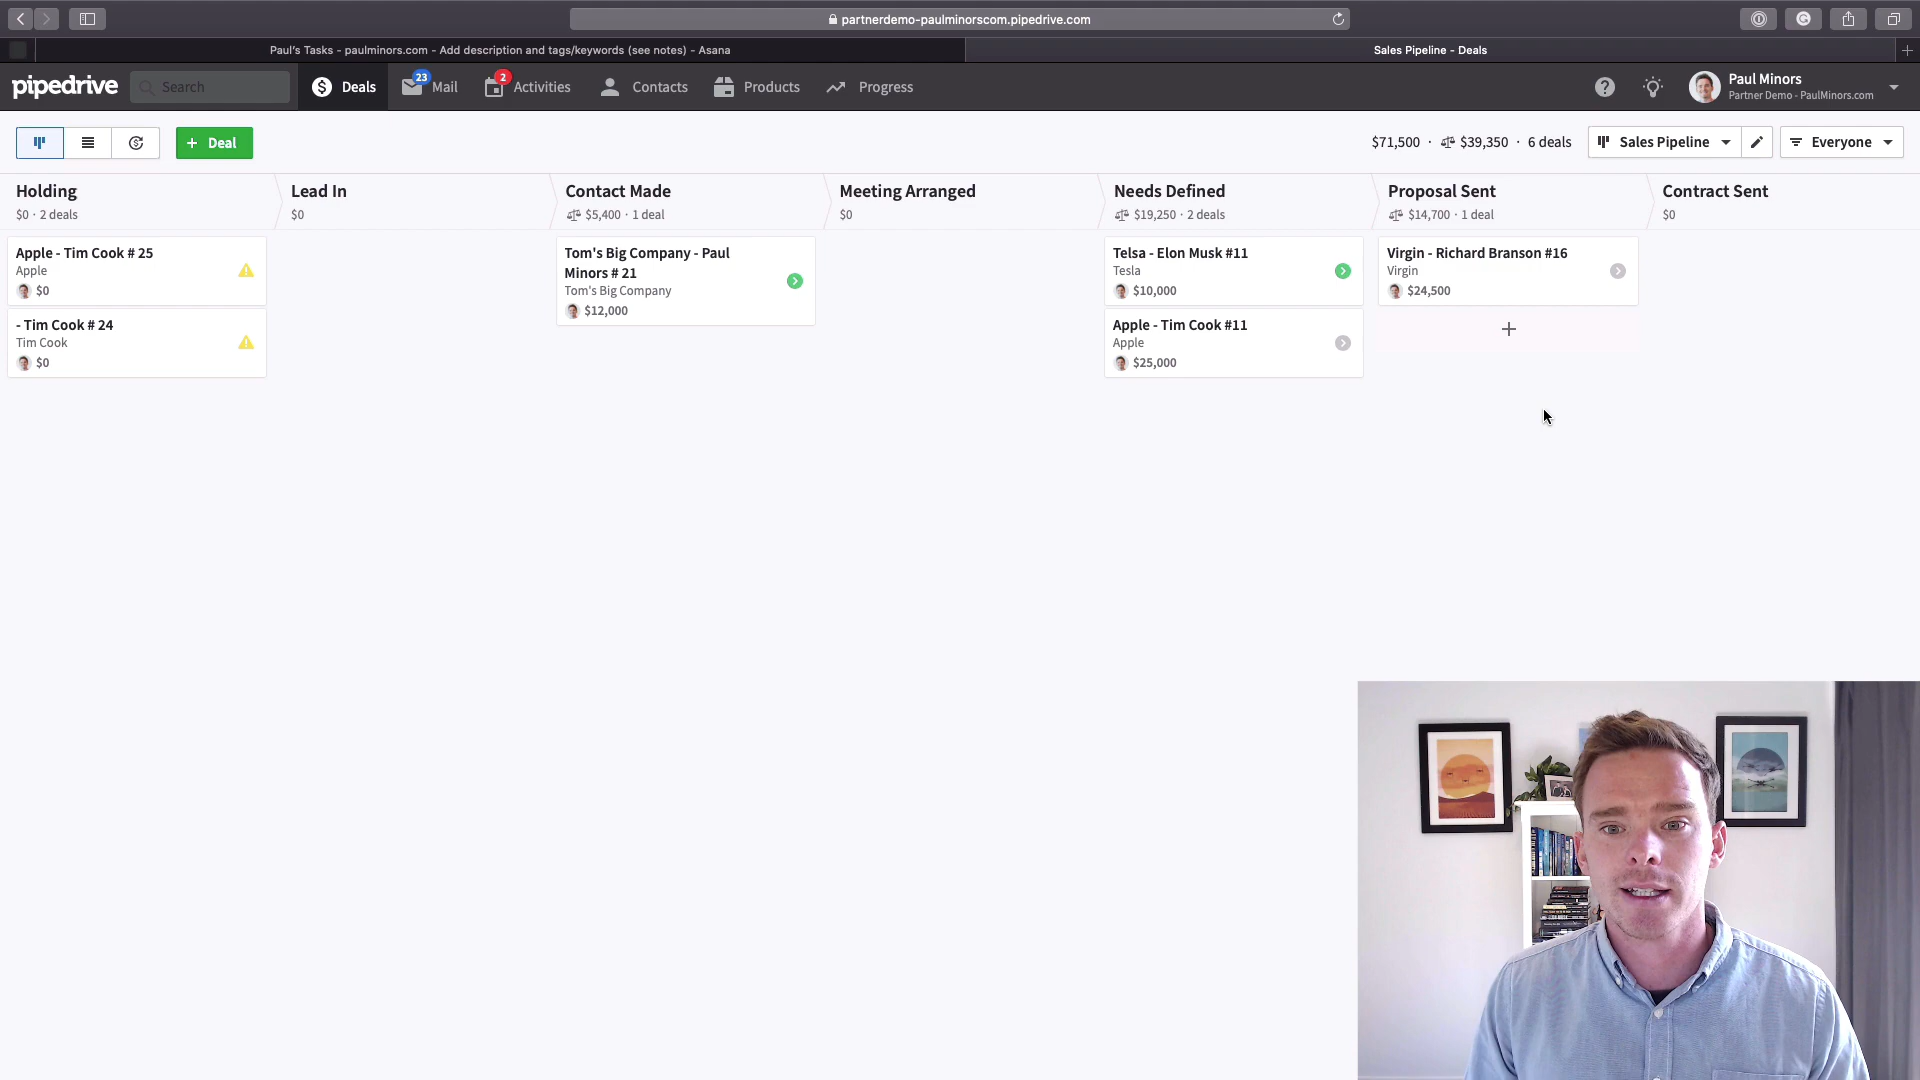 partnerdemo-paulminorscom.pipedrive.com
Paul's Tasks - paulminors.com - Add description and tags/keywords (see notes) - Asana
Sales Pipeline - Deals
pipedrive
Search
Deals
23
Mail
2
Activities
Contacts
Products
Progress
Paul Minors
Partner Demo - PaulMinors.com
+ Deal
$71,500 · $39,350 · 6 deals
Sales Pipeline
Everyone
Holding
$0 · 2 deals
Lead In
$0
Contact Made
$5,400 · 1 deal
Meeting Arranged
$0
Needs Defined
$19,250 · 2 deals
Proposal Sent
$14,700 · 1 deal
Contract Sent
$0
Apple - Tim Cook # 25
Apple
$0
- Tim Cook # 24
Tim Cook
$0
Tom's Big Company - Paul
Minors # 21
Tom's Big Company
$12,000
Telsa - Elon Musk #11
Tesla
$10,000
Apple - Tim Cook #11
Apple
$25,000
Virgin - Richard Branson #16
Virgin
$24,500
+